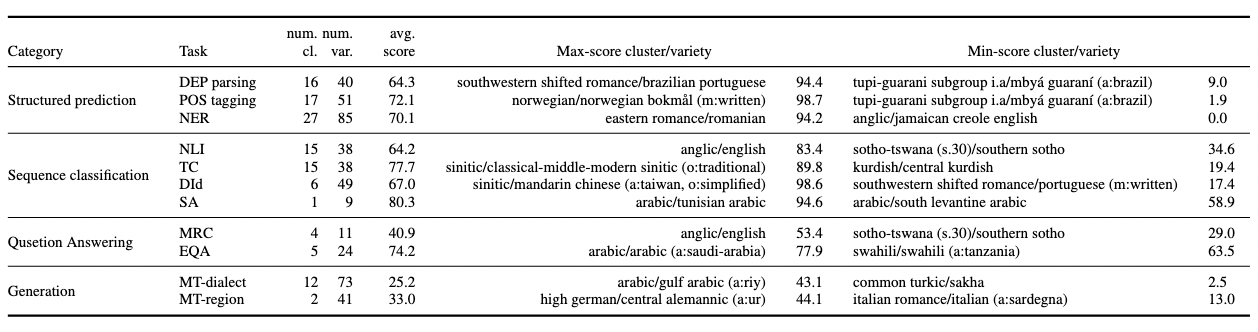 num. num. avg.
Category Task cl. var. score Max-score cluster/variety Min-score cluster/variety
DEP parsing 16 40 64.3 southwestern shifted romance/brazilian portuguese 94.4 tupi-guarani subgroup i.a/mbyá guaraní (a:brazil) 9.0
Structured prediction POS tagging 17 51 72.1 norwegian/norwegian bokmål (m:written) 98.7 tupi-guarani subgroup i.a/mbyá guaraní (a:brazil) 1.9
NER 27 85 70.1 eastern romance/romanian 94.2 anglic/jamaican creole english 0.0
NLI 15 38 64.2 anglic/english 83.4 sotho-tswana (s.30)/southern sotho 34.6
TC 15 38 77.7 sinitic/classical-middle-modern sinitic (o:traditional) 89.8 kurdish/central kurdish 19.4
Sequence classification DId 6 49 67.0 sinitic/mandarin chinese (a:taiwan, o:simplified) 98.6 southwestern shifted romance/portuguese (m:written) 17.4
SA 1 9 80.3 arabic/tunisian arabic 94.6 arabic/south levantine arabic 58.9
MRC 4 11 40.9 anglic/english 53.4 sotho-tswana (s.30)/southern sotho 29.0
Qusetion Answering EQA 5 24 74.2 arabic/arabic (a:saudi-arabia) 77.9 swahili/swahili (a:tanzania) 63.5
MT-dialect 12 73 25.2 arabic/gulf arabic (a:riy) 43.1 common turkic/sakha 2.5
Generation MT-region 2 41 33.0 high german/central alemannic (a:ur) 44.1 italian romance/italian (a:sardegna) 13.0